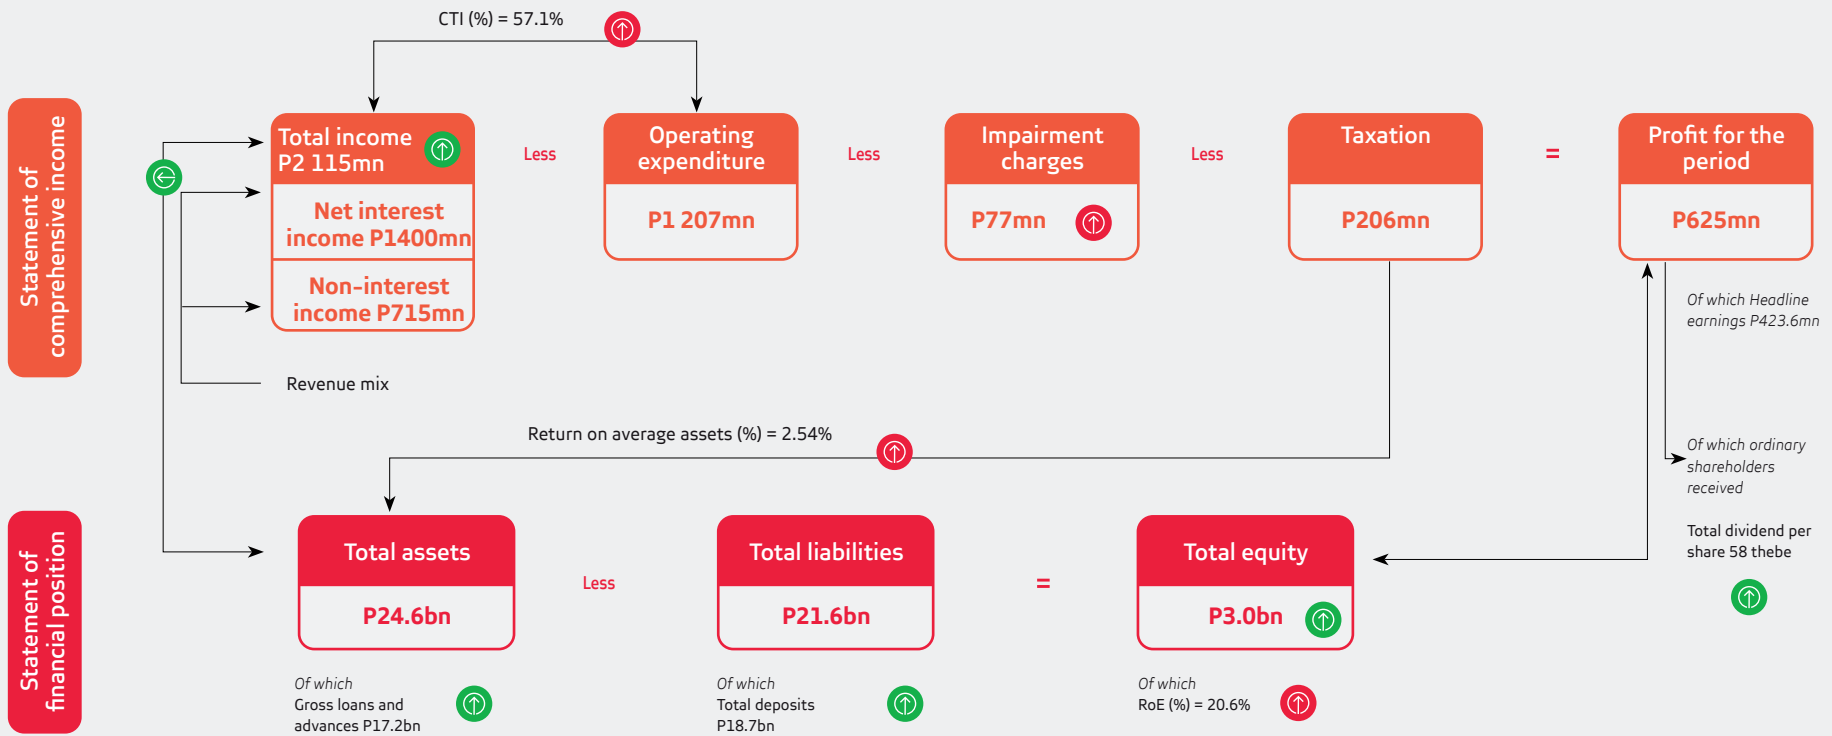 CTI (%) = 57.1%
Statement of
comprehensive income
Total income
P2 115mn
Net interest
income P1400mn
Non-interest
income P715mn
Less
Operating
expenditure
P1 207mn
Less
Impairment
charges
P77mn
Less
Taxation
P206mn
=
Profit for the
period
P625mn
Of which Headline
earnings P423.6mn
Revenue mix
Return on average assets (%) = 2.54%
Of which ordinary
shareholders
received
Total dividend per
share 58 thebe
Statement of
financial position
Total assets
P24.6bn
Of which
Gross loans and
advances P17.2bn
Less
Total liabilities
P21.6bn
Of which
Total deposits
P18.7bn
=
Total equity
P3.0bn
Of which
RoE (%) = 20.6%